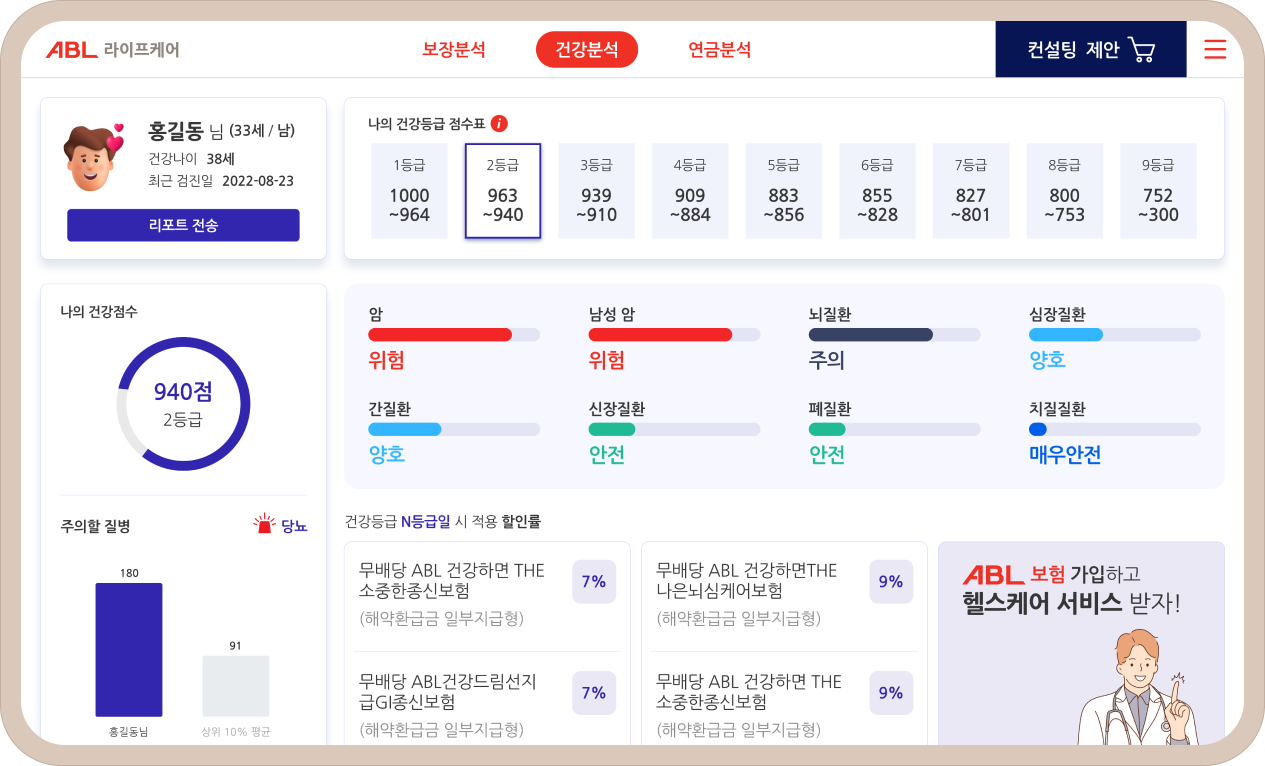 ABL 라이프케어
보장분석
건강분석
연금분석
컨설팅 제안
홍길동 님 (33세 / 남)
건강나이 38세
최근 검진일 2022-08-23
리포트 전송
나의 건강등급 점수표 i
1등급
1000
~964
2등급
963
~940
3등급
939
~910
4등급
909
~884
5등급
883
~856
6등급
855
~828
7등급
827
~801
8등급
800
~753
9등급
752
~300
나의 건강점수
940점
2등급
주의할 질병
당뇨
180
91
홍길동님
상위 10% 평균
암
위험
남성 암
위험
뇌질환
주의
심장질환
양호
간질환
양호
신장질환
안전
폐질환
안전
치질질환
매우안전
건강등급 N등급일 시 적용 할인률
무배당 ABL 건강하면 THE
소중한종신보험
(해약환급금 일부지급형)
7%
무배당 ABL건강드림선지
급GI종신보험
(해약환급금 일부지급형)
7%
무배당 ABL 건강하면THE
나은뇌심케어보험
(해약환급금 일부지급형)
9%
무배당 ABL 건강하면 THE
소중한종신보험
(해약환급금 일부지급형)
9%
ABL 보험 가입하고
헬스케어 서비스 받자!